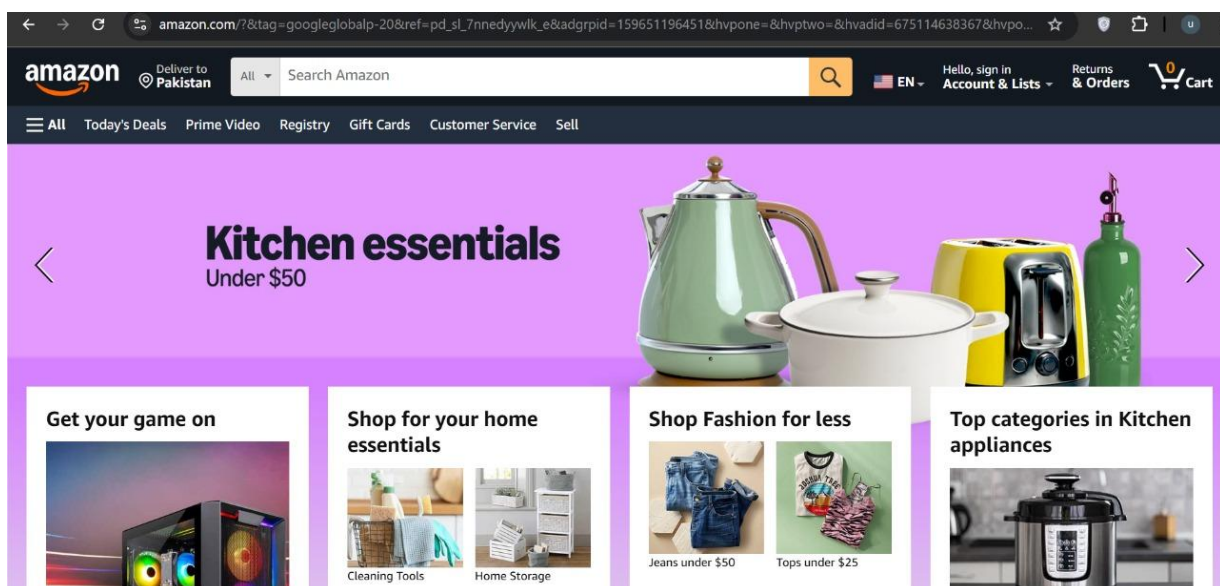 amazon.com/?&tag=googleglobalp-20&ref=pd_sl_7nnedyywlk_e&adgrpid=159651196451&hvpone=&hvptwo=&hvadid=675114638367&hvpo... u
amazon Deliver to Pakistan All Search Amazon EN Hello, sign in Account & Lists Returns & Orders 0 Cart
All Today's Deals Prime Video Registry Gift Cards Customer Service Sell
Kitchen essentials
Under $50
Get your game on
Shop for your home
essentials
Cleaning Tools Home Storage
Shop Fashion for less
JOSHUA TREE
Jeans under $50 Tops under $25
Top categories in Kitchen
appliances